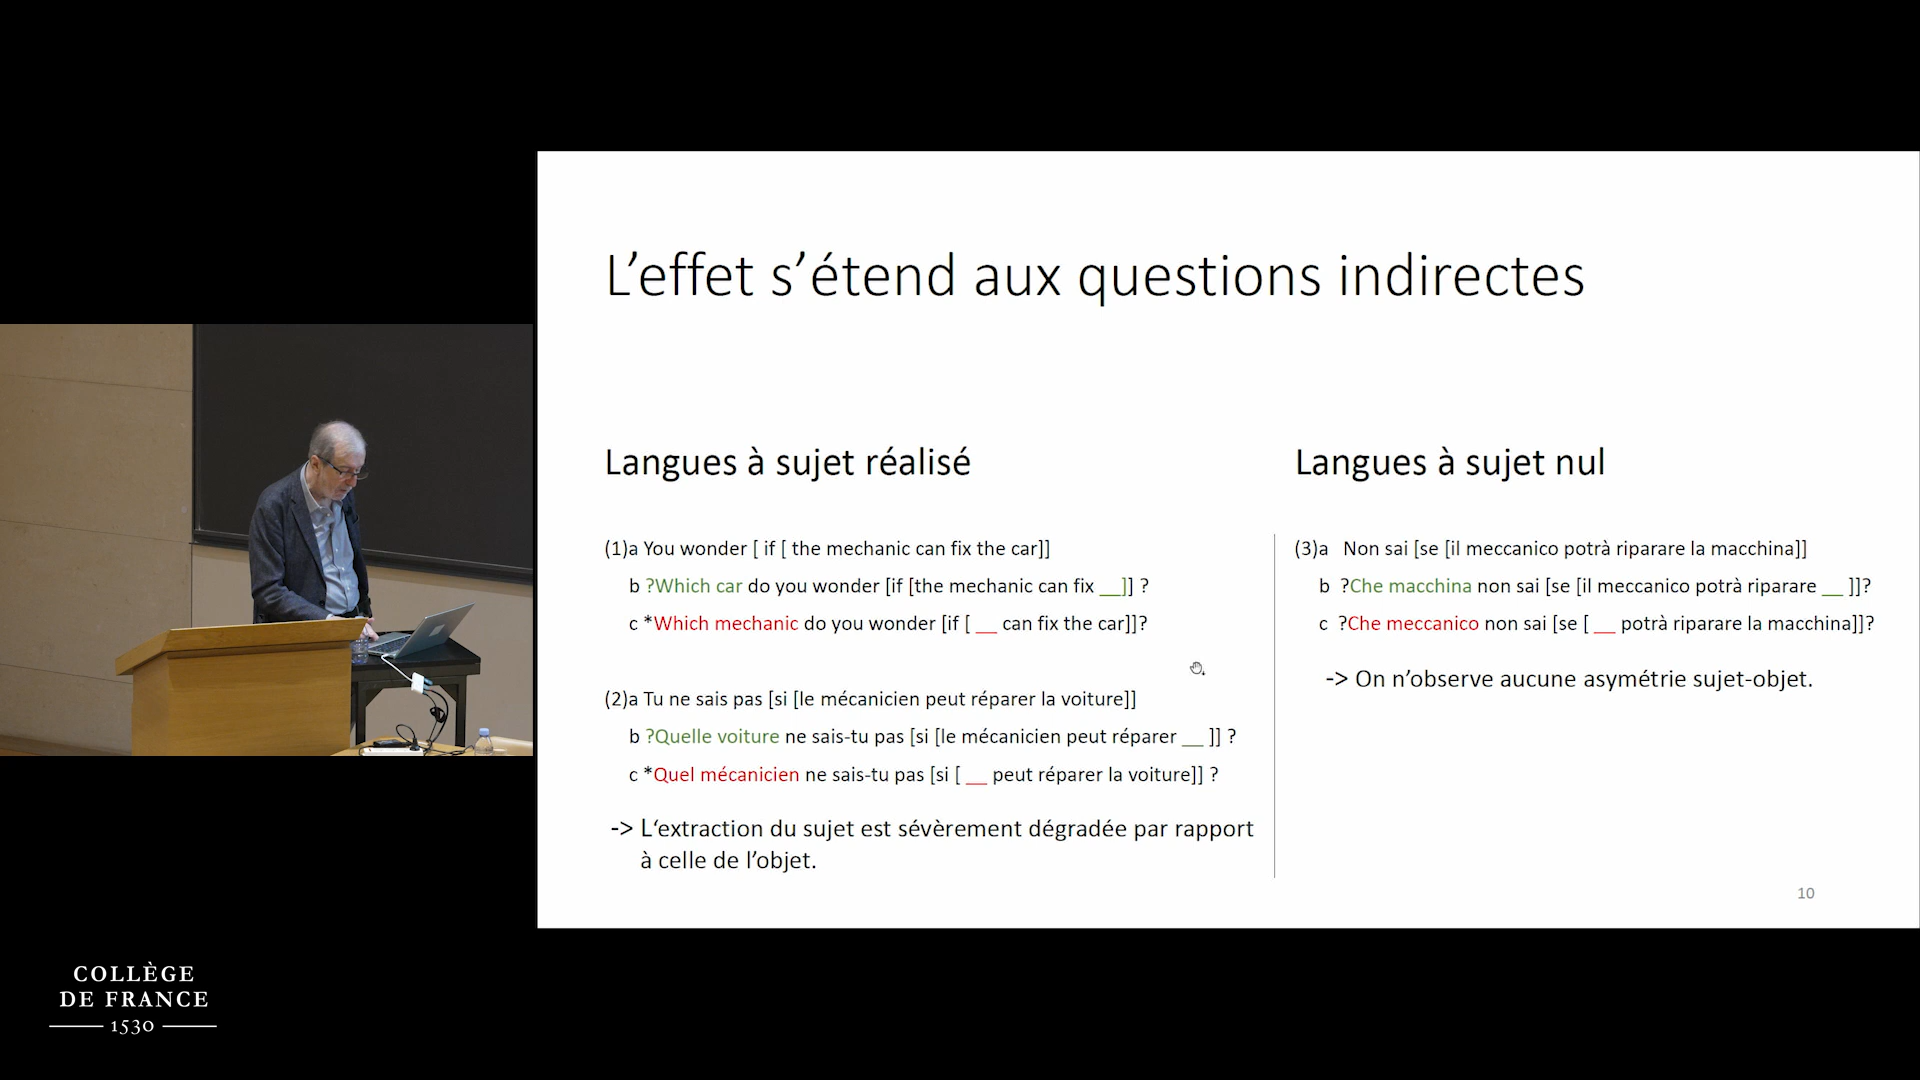 L’effet s’étend aux questions indirectes
Langues à sujet réalisé
(1)a You wonder [ if [ the mechanic can fix the car]]
b ?Which car do you wonder [if [the mechanic can fix __]] ?
c *Which mechanic do you wonder [if [ __ can fix the car]]?
(2)a Tu ne sais pas [si [le mécanicien peut réparer la voiture]]
b ?Quelle voiture ne sais-tu pas [si [le mécanicien peut réparer __ ]] ?
c *Quel mécanicien ne sais-tu pas [si [ __ peut réparer la voiture]] ?
-> L‘extraction du sujet est sévèrement dégradée par rapport
à celle de l’objet.
Langues à sujet nul
(3)a Non sai [se [il meccanico potrà riparare la macchina]]
b ?Che macchina non sai [se [il meccanico potrà riparare __ ]]?
c ?Che meccanico non sai [se [ __ potrà riparare la macchina]]?
-> On n’observe aucune asymétrie sujet-objet.
10
COLLÈGE
DE FRANCE
1530